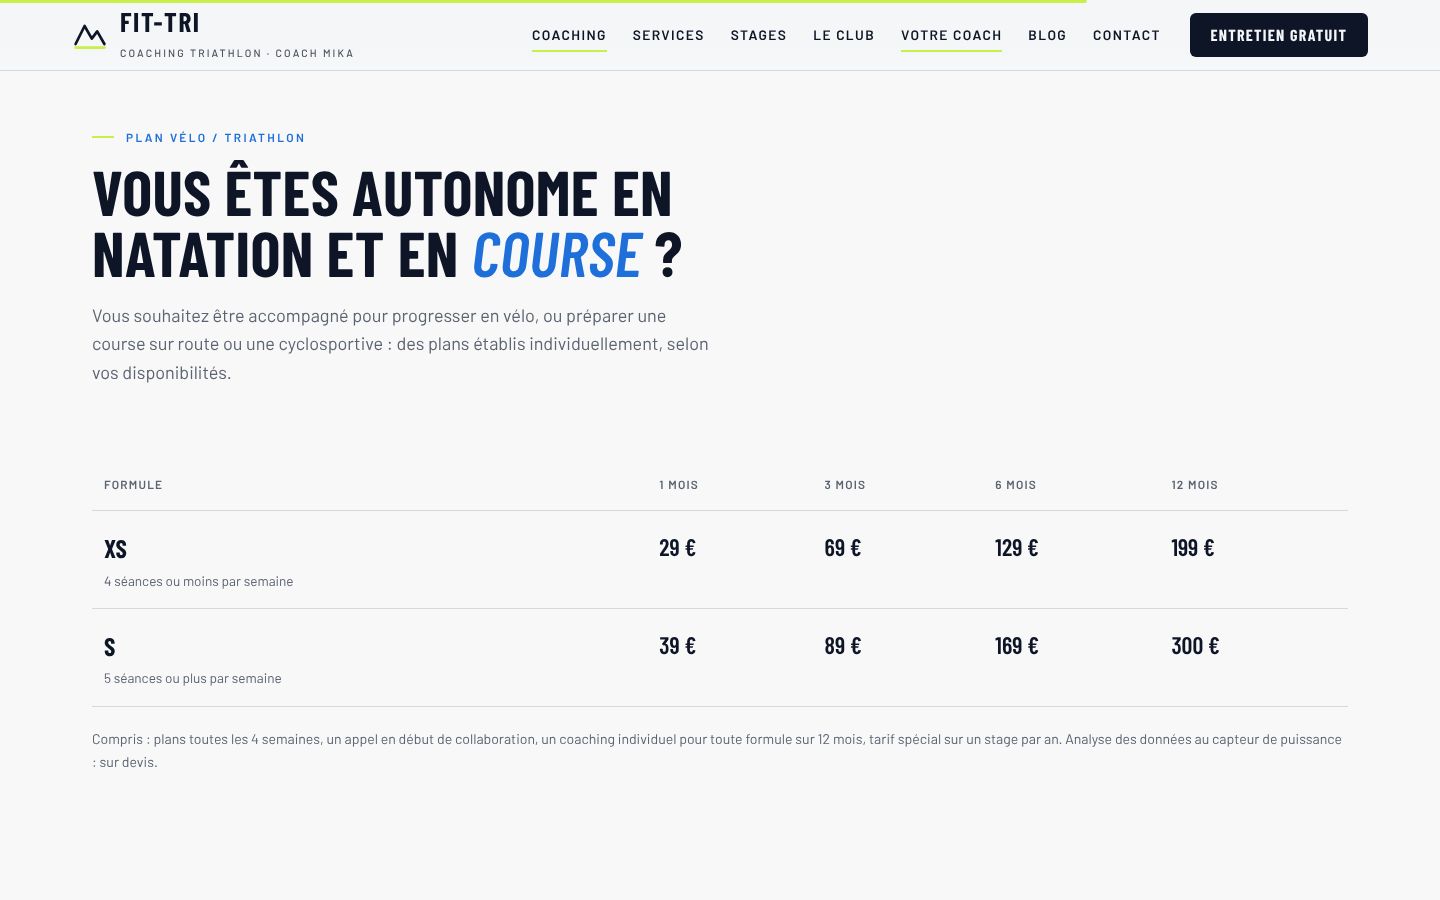 FIT-TRI
COACHING TRIATHLON · COACH MIKA
COACHING SERVICES STAGES LE CLUB VOTRE COACH BLOG CONTACT ENTRETIEN GRATUIT
PLAN VÉLO / TRIATHLON
VOUS ÊTES AUTONOME EN
NATATION ET EN COURSE ?
Vous souhaitez être accompagné pour progresser en vélo, ou préparer une
course sur route ou une cyclosportive : des plans établis individuellement, selon
vos disponibilités.
FORMULE 1 MOIS 3 MOIS 6 MOIS 12 MOIS
XS 29 € 69 € 129 € 199 €
4 séances ou moins par semaine
S 39 € 89 € 169 € 300 €
5 séances ou plus par semaine
Compris : plans toutes les 4 semaines, un appel en début de collaboration, un coaching individuel pour toute formule sur 12 mois, tarif spécial sur un stage par an. Analyse des données au capteur de puissance
: sur devis.